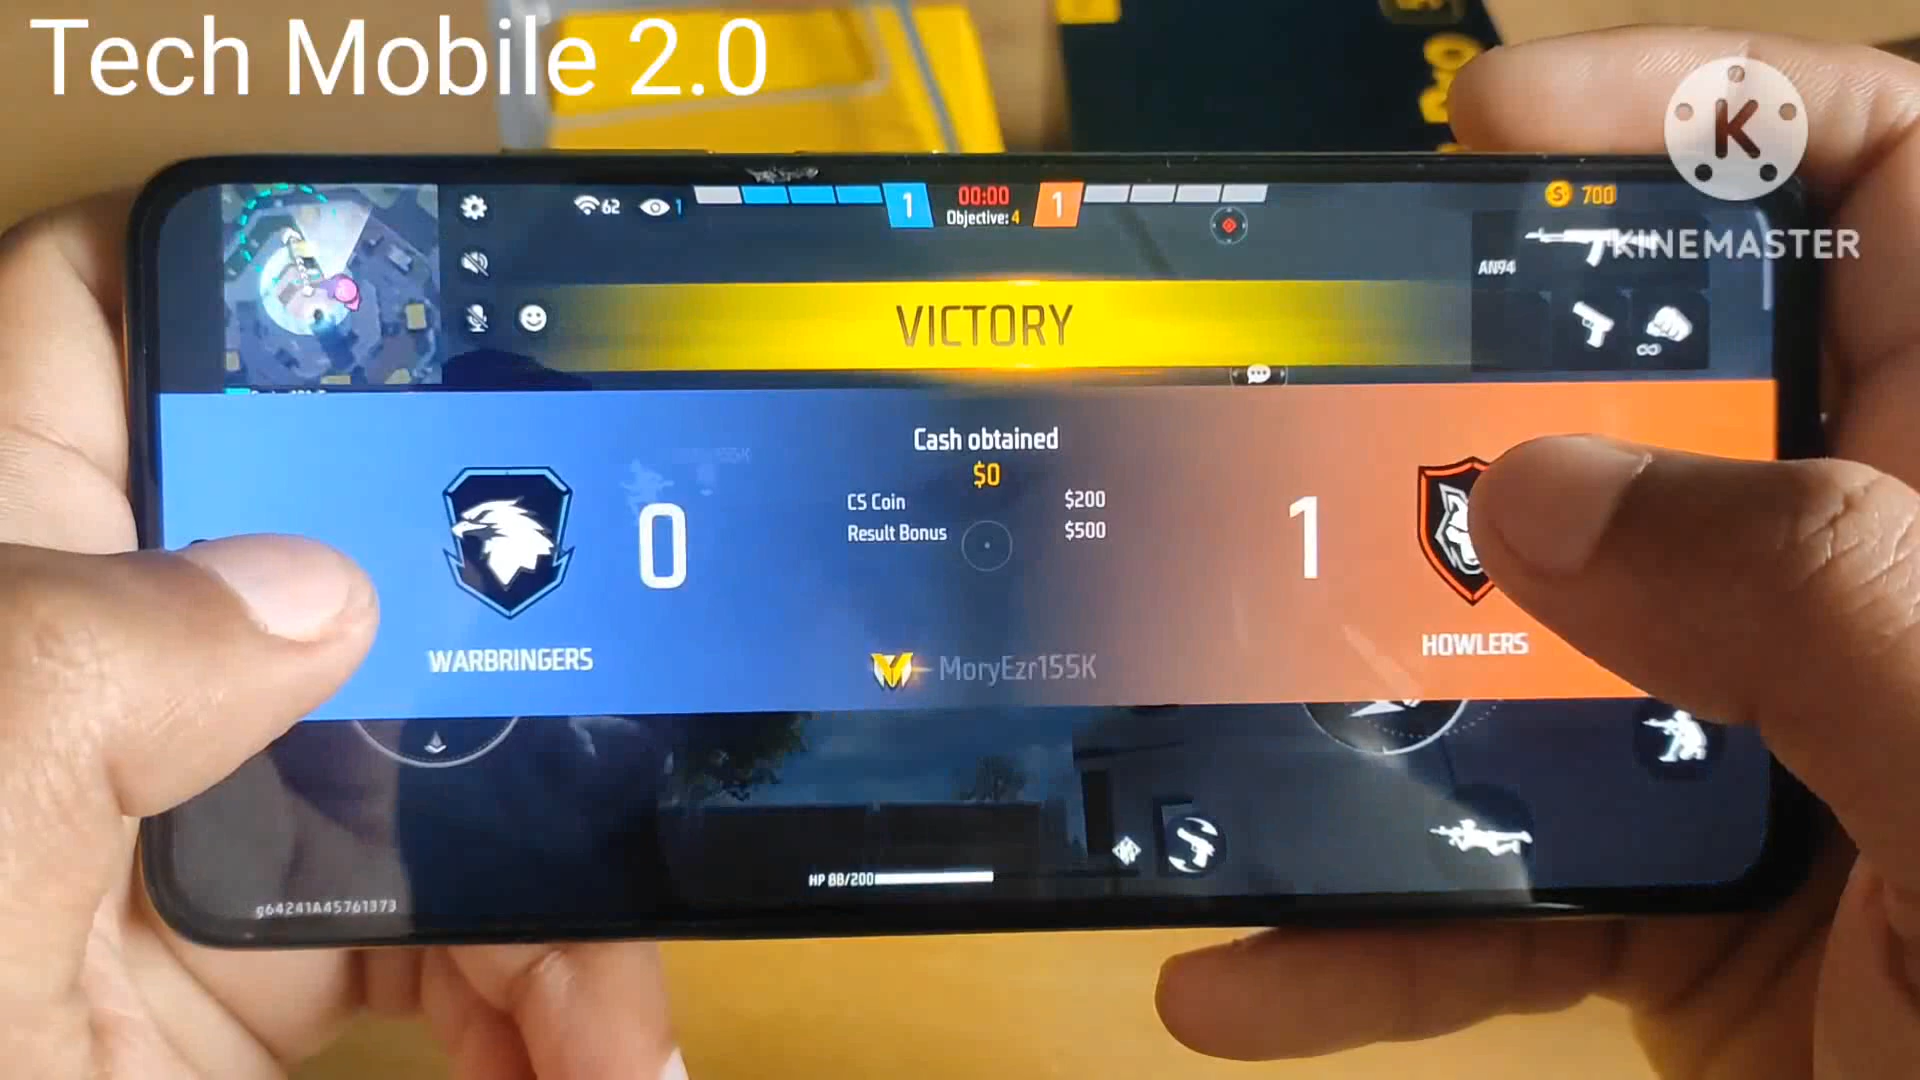 Tech Mobile 2.0
K
KINEMASTER
62
1
1
00:00
Objective: 4
1
700
AN94
VICTORY
Cash obtained
$0
CS Coin $200
Result Bonus $500
0
1
WARBRINGERS
HOWLERS
MoryEzr155K
HP 88/200
g64241A45761373